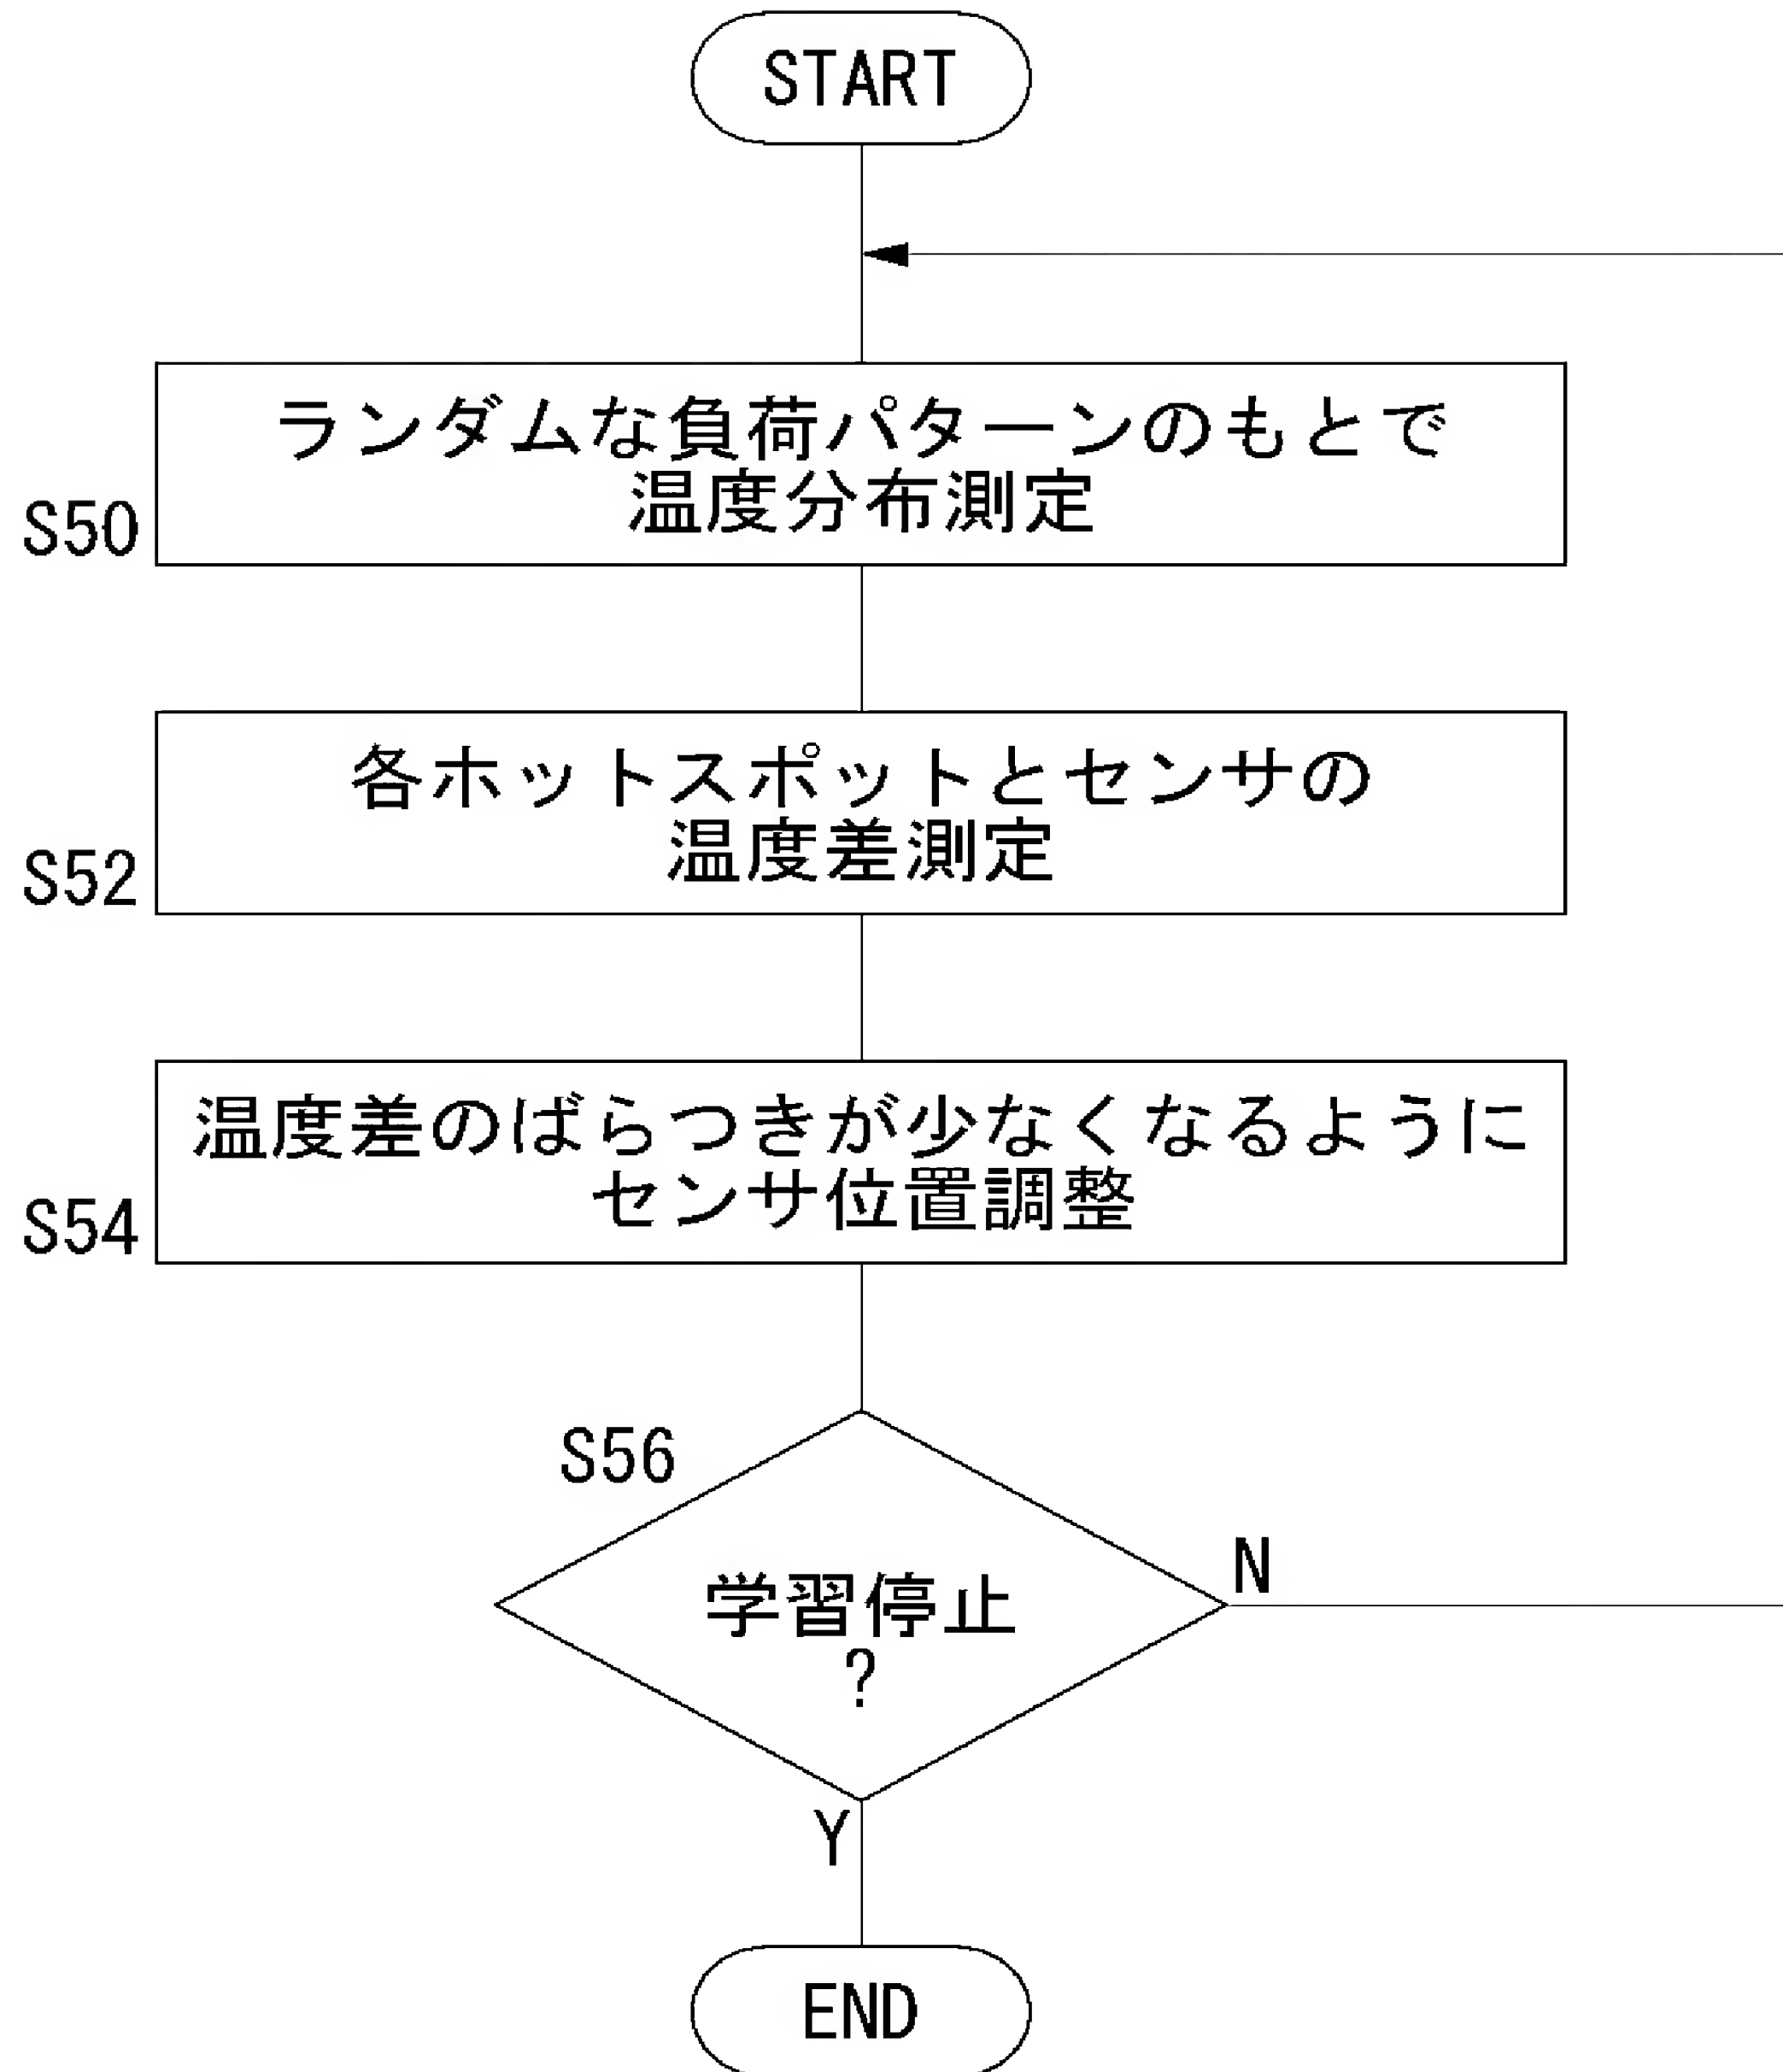 START
ランダムな負荷パターンのもとで
温度分布測定
S50
各ホットスポットとセンサの
温度差測定
S52
温度差のばらつきが少なくなるように
センサ位置調整
S54
S56
学習停止
?
N
Y
END